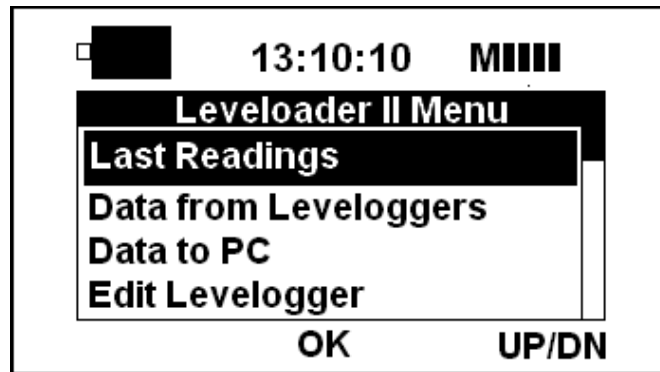 13:10:10 M
Leveloader II Menu
Last Readings
Data from Leveloggers
Data to PC
Edit Levelogger
OK UP/DN